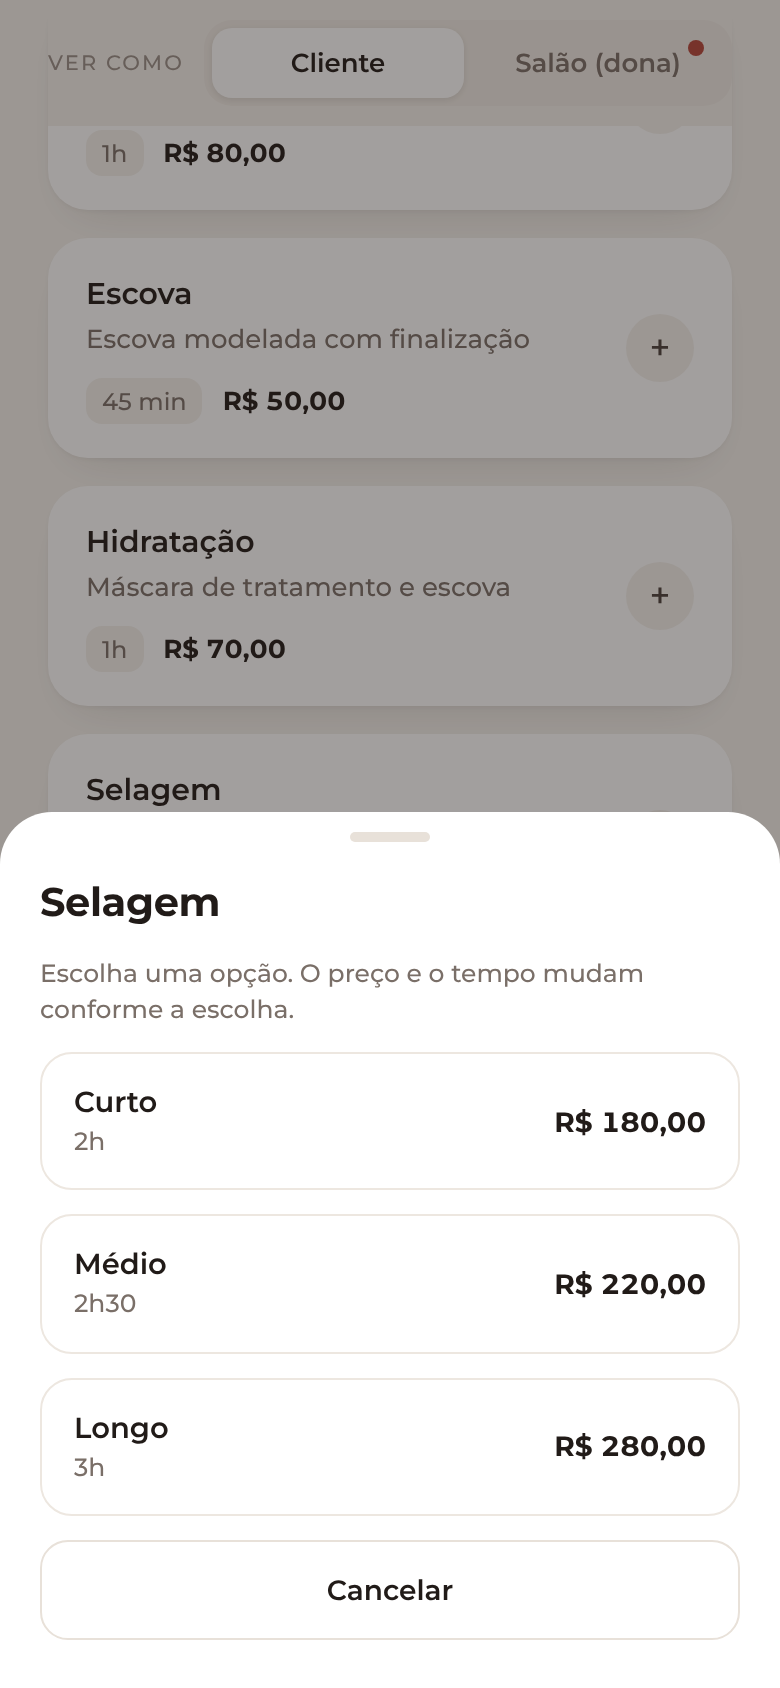 VER COMO
Cliente
Salão (dona)
1h
R$ 80,00
Escova
Escova modelada com finalização
+
45 min
R$ 50,00
Hidratação
Máscara de tratamento e escova
+
1h
R$ 70,00
Selagem
Selagem
Escolha uma opção. O preço e o tempo mudam
conforme a escolha.
Curto
2h
R$ 180,00
Médio
2h30
R$ 220,00
Longo
3h
R$ 280,00
Cancelar